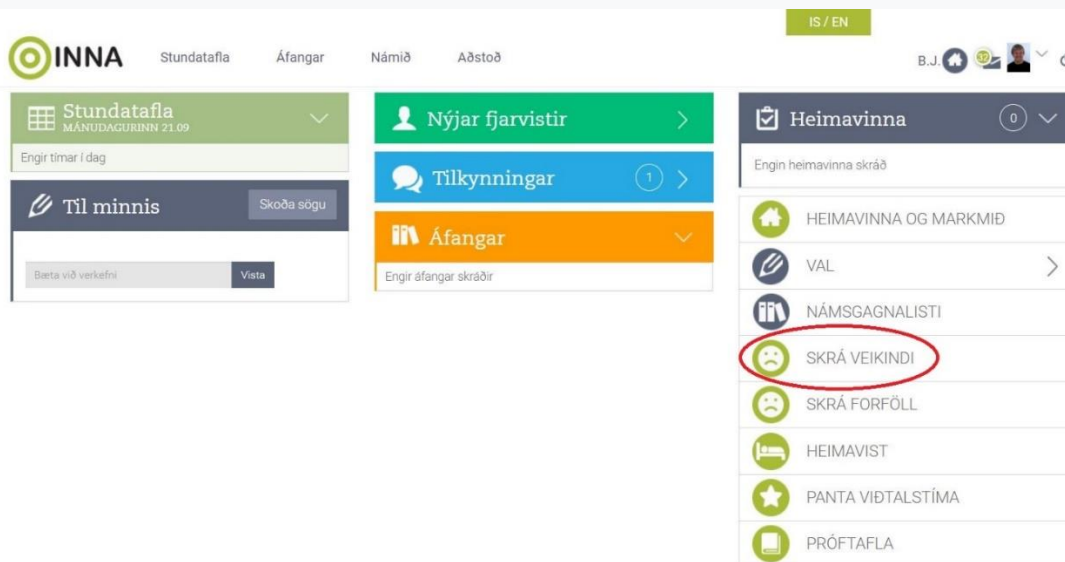 IS / EN
INNA
Stundatafla
Áfangar
Námið
Aðstoð
B.J.
Stundatafla
MÁNUDAGURINN 21.09
Engir tímar í dag
Til minnis
Skoða sögu
Bæta við verkefni
Vista
Nýjar fjarvistir
Tilkynningar
1
Áfangar
Engir áfangar skráðir
Heimavinna
0
Engin heimavinna skráð
HEIMAVINNA OG MARKMIÐ
VAL
NÁMSGAGNALISTI
SKRÁ VEIKINDI
SKRÁ FORFÖLL
HEIMAVIST
PANTA VIÐTALSTÍMA
PRÓFTAFLA